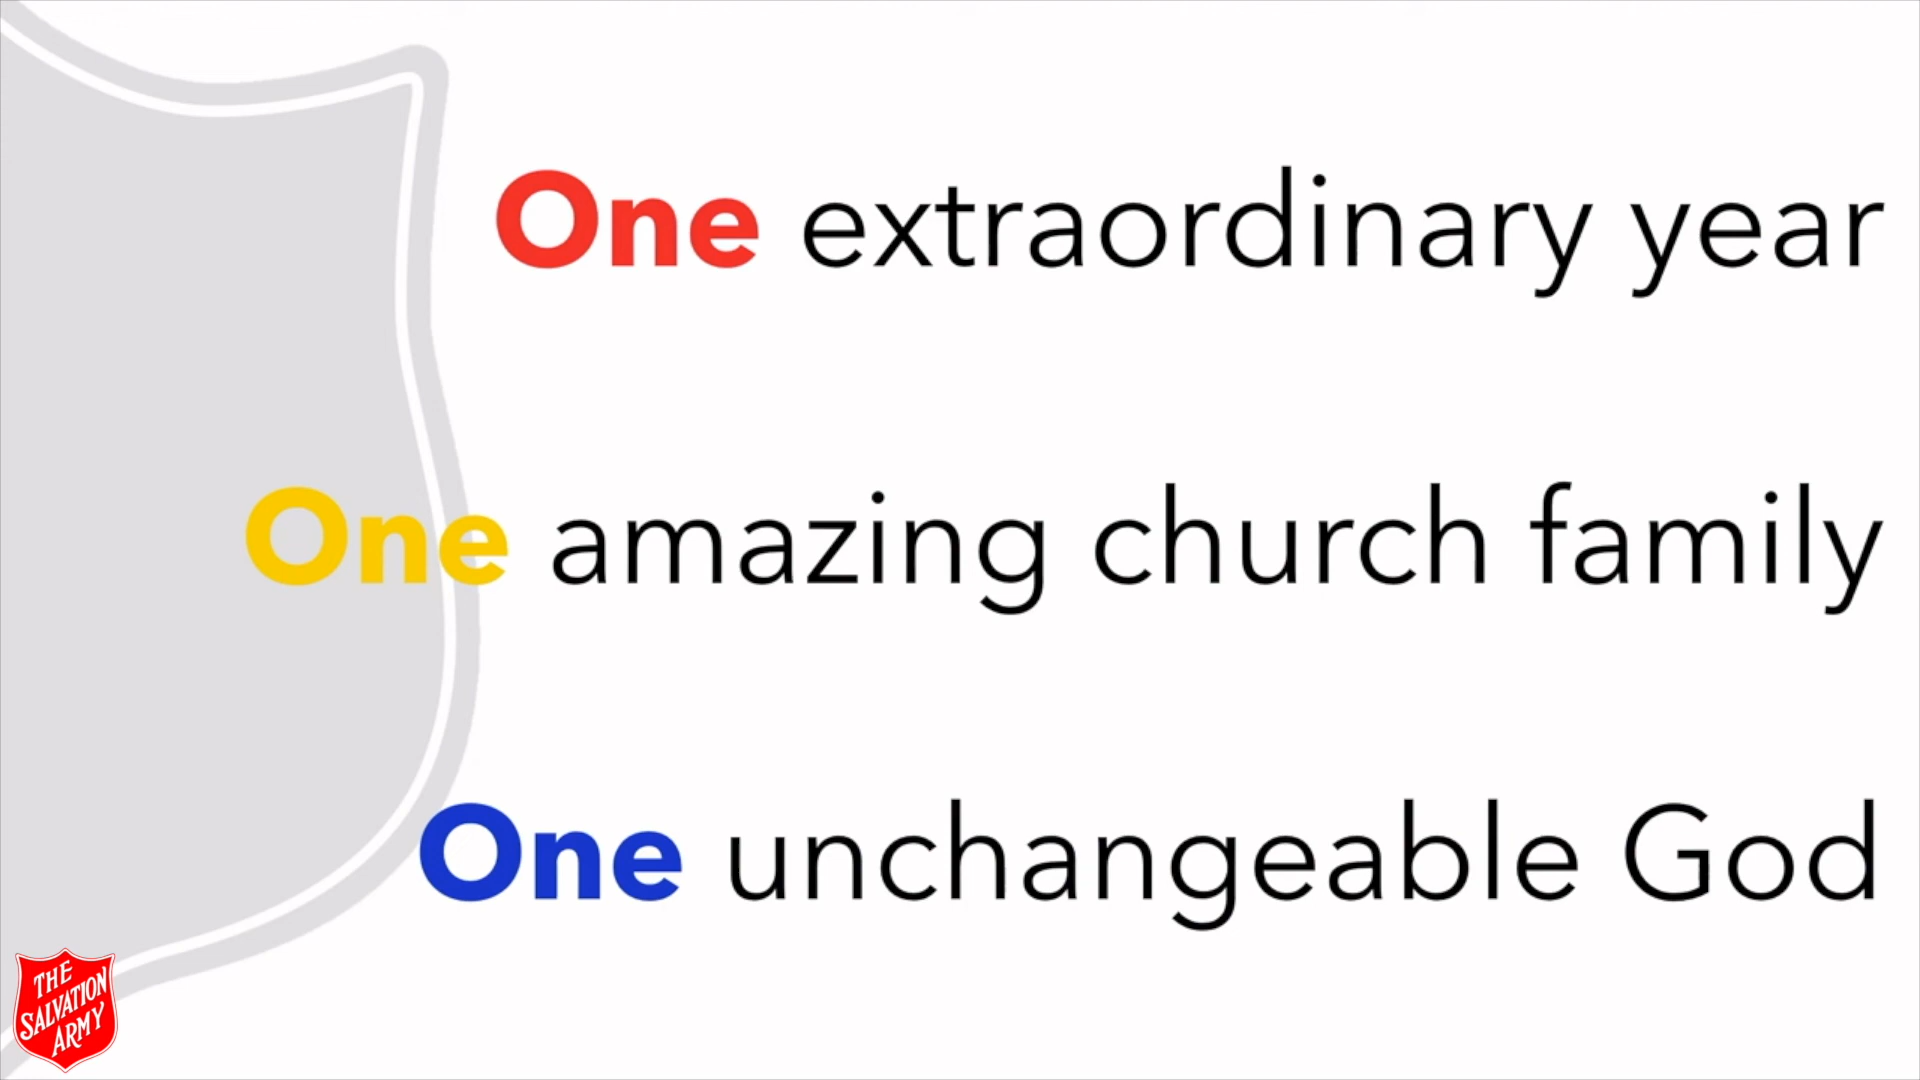 One extraordinary year
One amazing church family
One unchangeable God
THE
SALVATION
ARMY